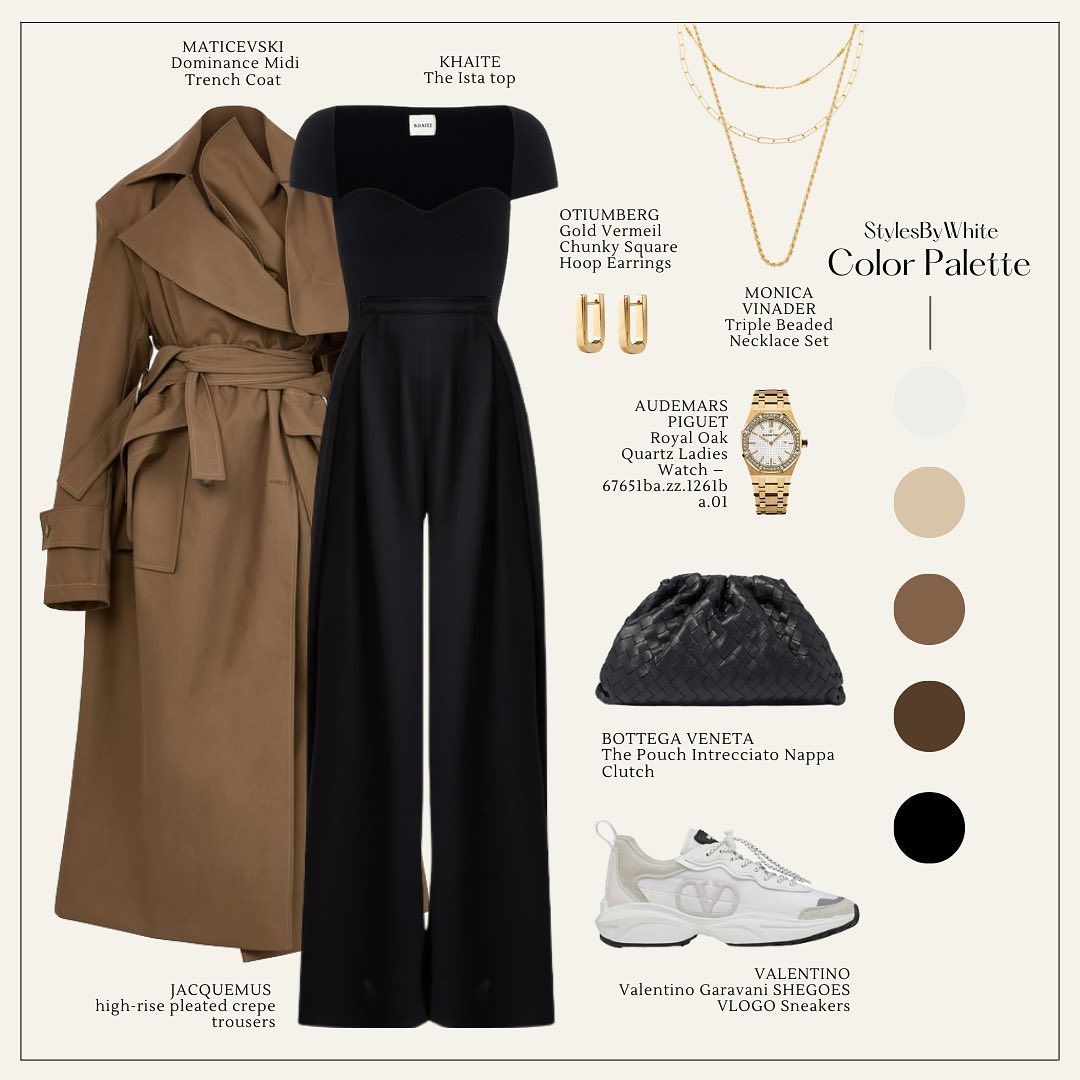 MATICEVSKI
Dominance Midi
Trench Coat
KHAITE
The Ista top
KHAITE
OTIUMBERG
Gold Vermeil
Chunky Square
Hoop Earrings
MONICA
VINADER
Triple Beaded
Necklace Set
StylesByWhite
Color Palette
AUDEMARS
PIGUET
Royal Oak
Quartz Ladies
Watch –
67651ba.zz.1261b
a.01
BOTTEGA VENETA
The Pouch Intrecciato Nappa
Clutch
VALENTINO
Valentino Garavani SHEGOES
VLOGO Sneakers
JACQUEMUS
high-rise pleated crepe
trousers